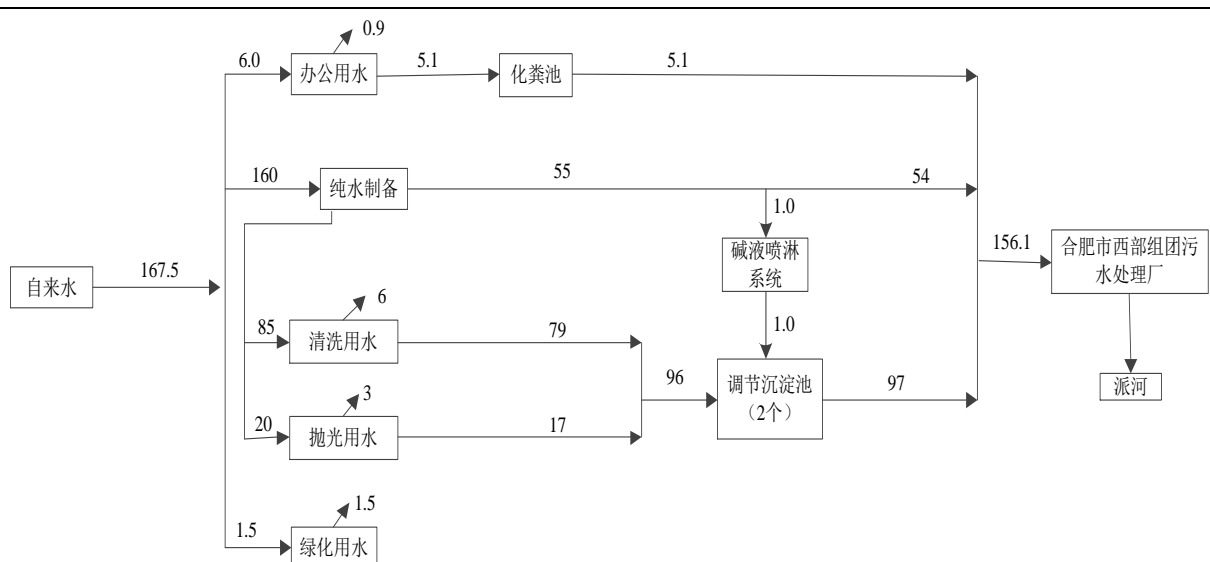 0.9
6.0
办公用水
5.1
化粪池
5.1
160
纯水制备
55
54
1.0
碱液喷淋
系统
156.1
合肥市西部组团污
水处理厂
自来水
167.5
6
85
清洗用水
79
1.0
96
调节沉淀池
（2个）
97
派河
3
20
抛光用水
17
1.5
1.5
绿化用水